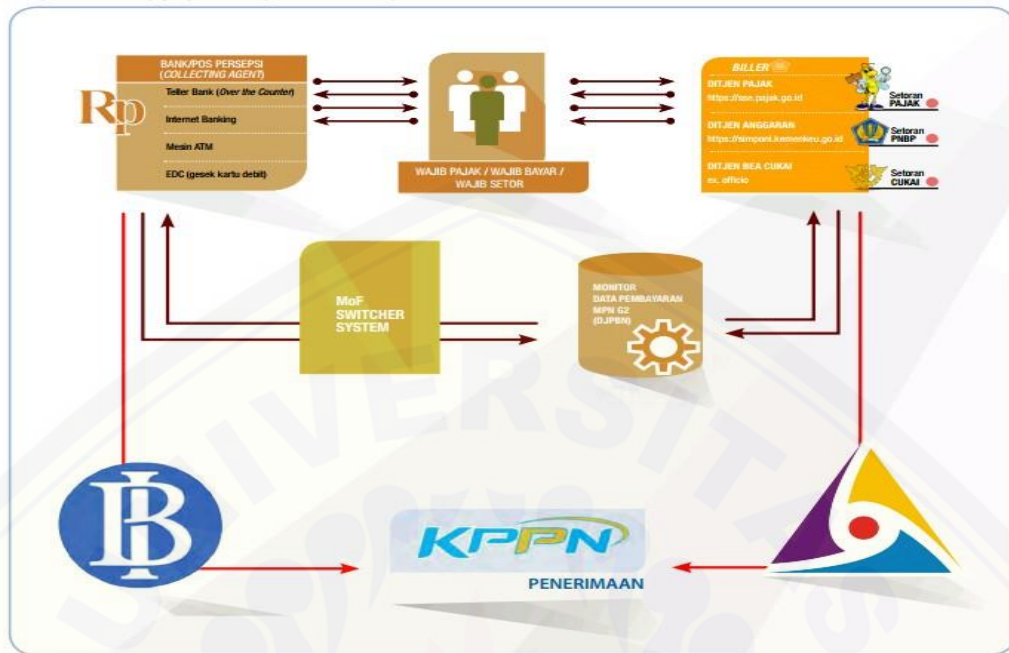 BANK/POS PERSEPSI
(COLLECTING AGENT)
Rp
Teller Bank (Over the Counter)
Internet Banking
Mesin ATM
EDC (gesek kartu debit)
WAJIB PAJAK / WAJIB BAYAR /
WAJIB SETOR
BILLER
DITJEN PAJAK
https://sse.pajak.go.id
Setoran
PAJAK
DITJEN ANGGARAN
https://simponi.kemenkeu.go.id
Setoran
PNBP
DITJEN BEA CUKAI
ex. officio
Setoran
CUKAI
MoF
SWITCHER
SYSTEM
MONITOR
DATA PEMBAYARAN
MPN G2
(DJPBN)
UNIVERSITAS
BI
KPPN
PENERIMAAN